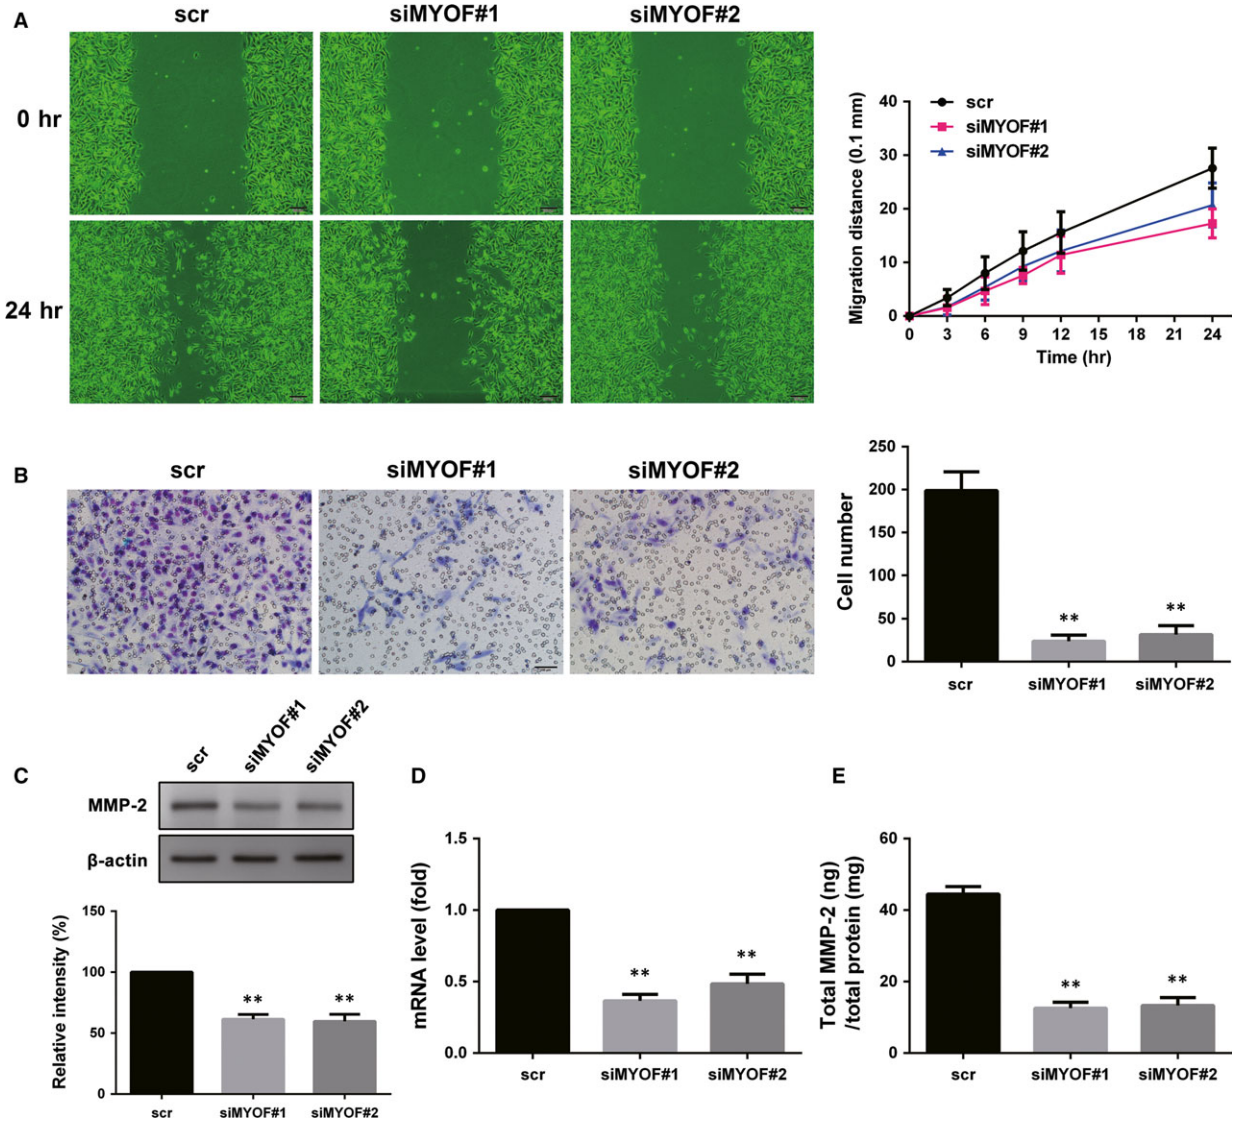 A
scr
siMYOF#1
siMYOF#2
0 hr
24 hr
Migration distance (0.1 mm)
40
30
20
10
0
scr
siMYOF#1
siMYOF#2
0 3 6 9 12 15 18 21 24
Time (hr)
B
scr
siMYOF#1
siMYOF#2
Cell number
250
200
150
100
50
0
**
**
scr
siMYOF#1
siMYOF#2
C
scr
siMYOF#1
siMYOF#2
MMP-2
β-actin
Relative intensity (%)
150
100
50
0
**
**
scr
siMYOF#1
siMYOF#2
D
mRNA level (fold)
1.5
1.0
0.5
0.0
**
**
scr
siMYOF#1
siMYOF#2
E
Total MMP-2 (ng)
/total protein (mg)
60
40
20
0
**
**
scr
siMYOF#1
siMYOF#2